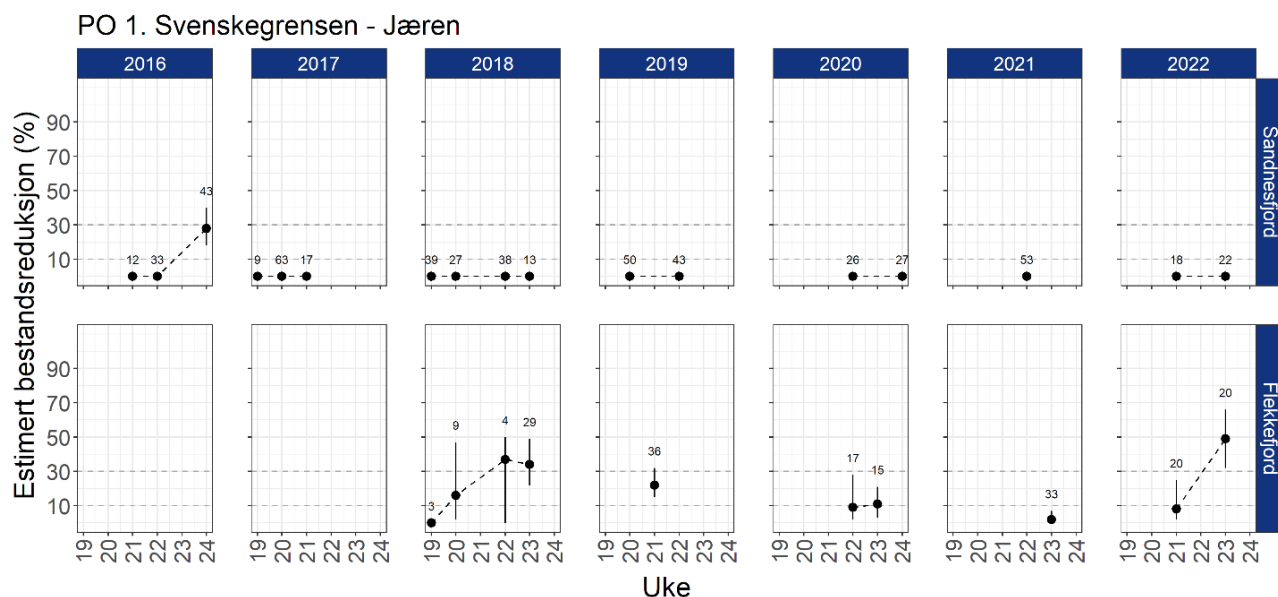 PO 1. Svenskegrensen - Jæren
2016 2017 2018 2019 2020 2021 2022
Estimert bestandsreduksjon (%)
90
70
50
30
10
43
12 33
9 63 17
39 27 38 13
50 43
26 27
53
18 22
Sandnesfjord
90
70
50
30
10
3 9 4 29
36
17 15
33
20 20
Flekkefjord
19 20 21 22 23 24 19 20 21 22 23 24 19 20 21 22 23 24 19 20 21 22 23 24 19 20 21 22 23 24 19 20 21 22 23 24 19 20 21 22 23 24
Uke